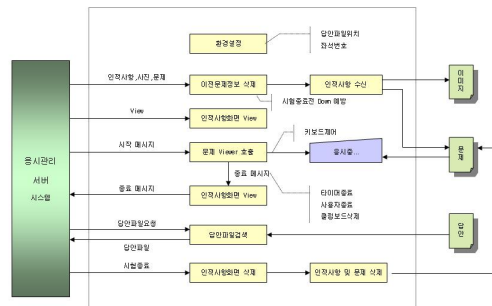 환경설정
답안파일위치
좌석번호
인적사항,사진,문제
이전문제정보 삭제
인적사항 수신
이미지
시험종료전 Down 예방
View
인적사항화면 View
키보드제어
시작 메시지
문제 Viewer 호출
응시중...
문제
응시관리
서버
시스템
종료 메시지
종료 메시지
인적사항화면 View
타이머종료
사용자종료
클립보드삭제
답안파일요청
답안파일검색
답안
답안파일
시험종료
인적사항화면 삭제
인적사항 및 문제 삭제